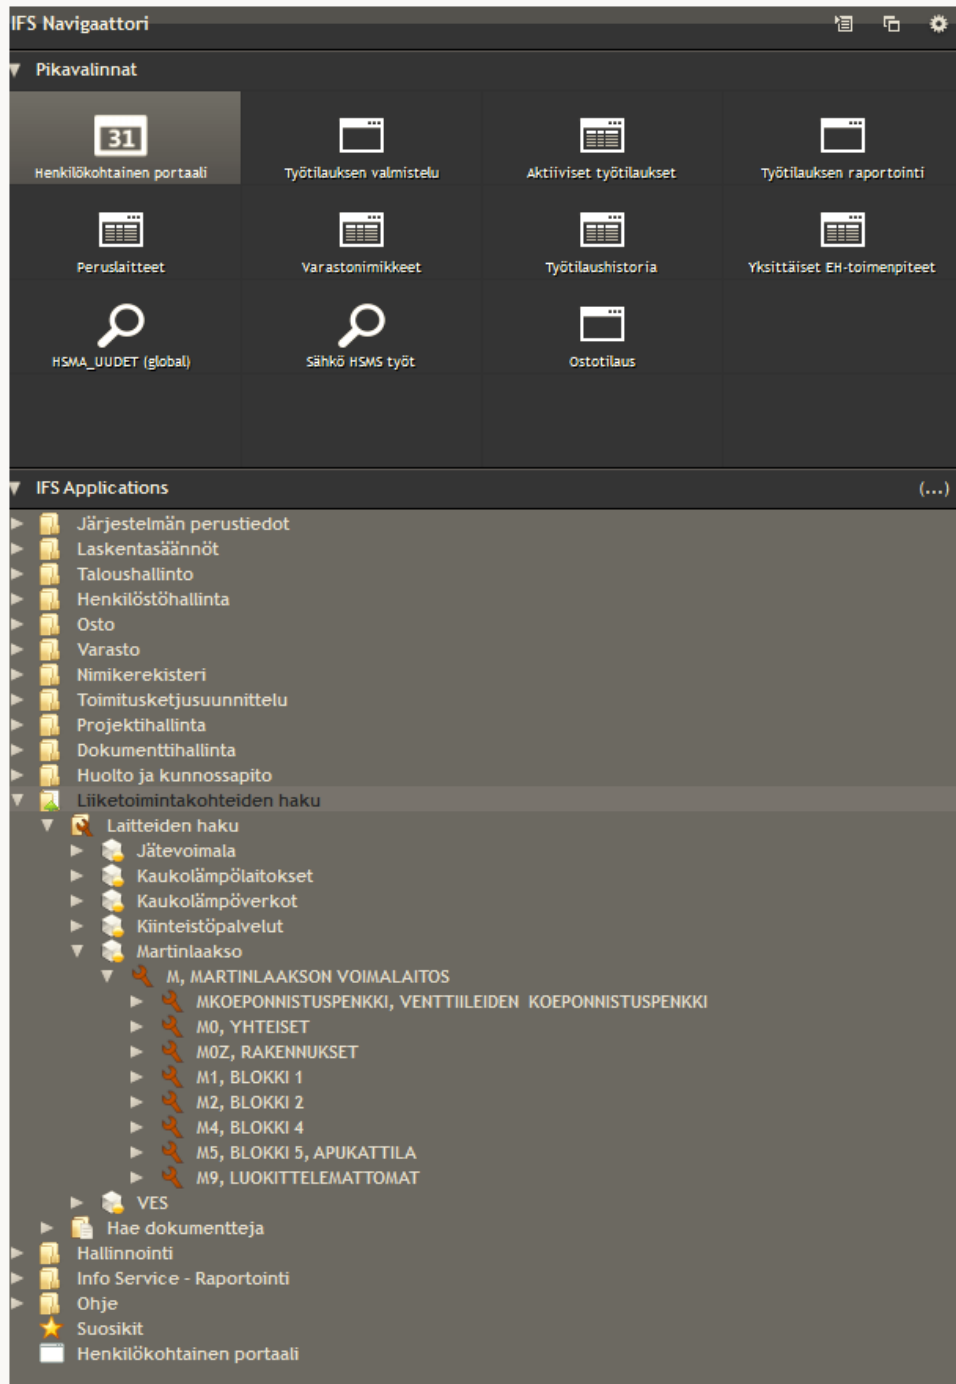 IFS Navigaattori
Pikavalinnat
31
Henkilökohtainen portaali
Työtilauksen valmistelu
Aktiiviset työtilaukset
Työtilauksen raportointi
Peruslaitteet
Varastonimikkeet
Työtilaushistoria
Yksittäiset EH-toimenpiteet
HSMA_UUDET (global)
Sähkö HSMS työt
Ostotilaus
IFS Applications
(...)
Järjestelmän perustiedot
Laskentasäännöt
Taloushallinto
Henkilöstöhallinta
Osto
Varasto
Nimikerekisteri
Toimitusketjusuunnittelu
Projektihallinta
Dokumenttihallinta
Huolto ja kunnossapito
Liiketoimintakohteiden haku
Laitteiden haku
Jätevoimala
Kaukolämpölaitokset
Kaukolämpöverkot
Kiinteistöpalvelut
Martinlaakso
M, MARTINLAAKSON VOIMALAITOS
MKOEPONNISTUSPENKKI, VENTTIILEIDEN KOEPONNISTUSPENKKI
M0, YHTEISET
M0Z, RAKENNUKSET
M1, BLOKKI 1
M2, BLOKKI 2
M4, BLOKKI 4
M5, BLOKKI 5, APUKATTILA
M9, LUOKITTELEMATTOMAT
VES
Hae dokumentteja
Hallinnointi
Info Service - Raportointi
Ohje
Suosikit
Henkilökohtainen portaali